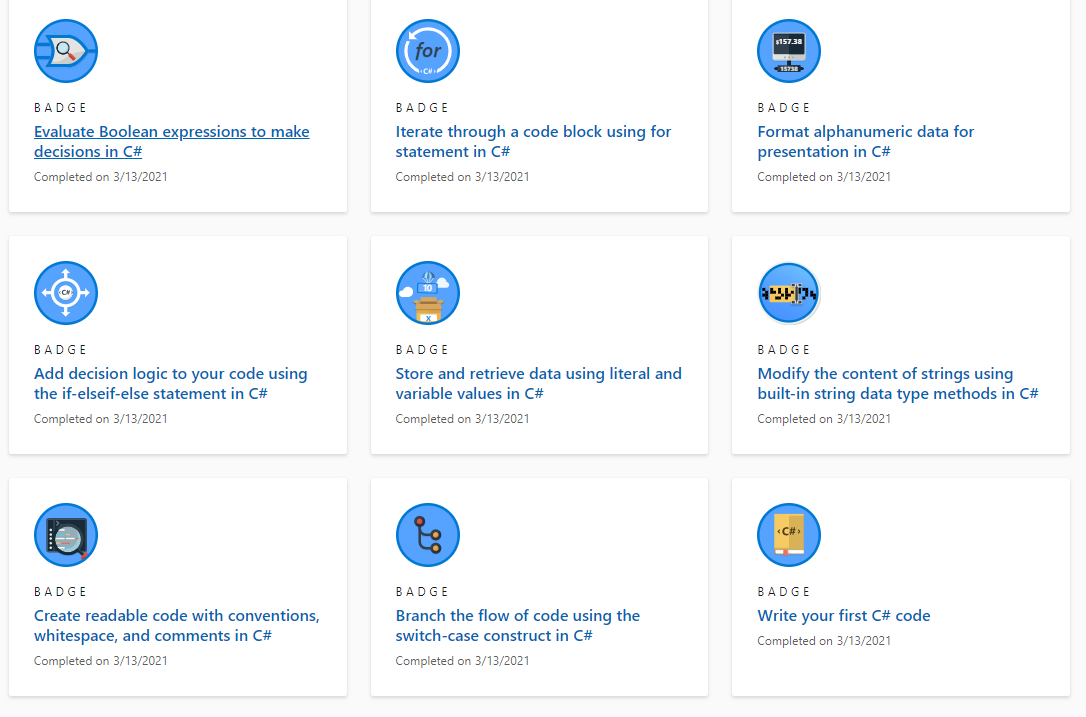 for
C#
$157.38
15738
BADGE
BADGE
BADGE
Evaluate Boolean expressions to make
decisions in C#
Iterate through a code block using for
statement in C#
Format alphanumeric data for
presentation in C#
Completed on 3/13/2021
Completed on 3/13/2021
Completed on 3/13/2021
C#
10
X
BADGE
BADGE
BADGE
Add decision logic to your code using
the if-elseif-else statement in C#
Store and retrieve data using literal and
variable values in C#
Modify the content of strings using
built-in string data type methods in C#
Completed on 3/13/2021
Completed on 3/13/2021
Completed on 3/13/2021
‹C#›
BADGE
BADGE
BADGE
Create readable code with conventions,
whitespace, and comments in C#
Branch the flow of code using the
switch-case construct in C#
Write your first C# code
Completed on 3/13/2021
Completed on 3/13/2021
Completed on 3/13/2021